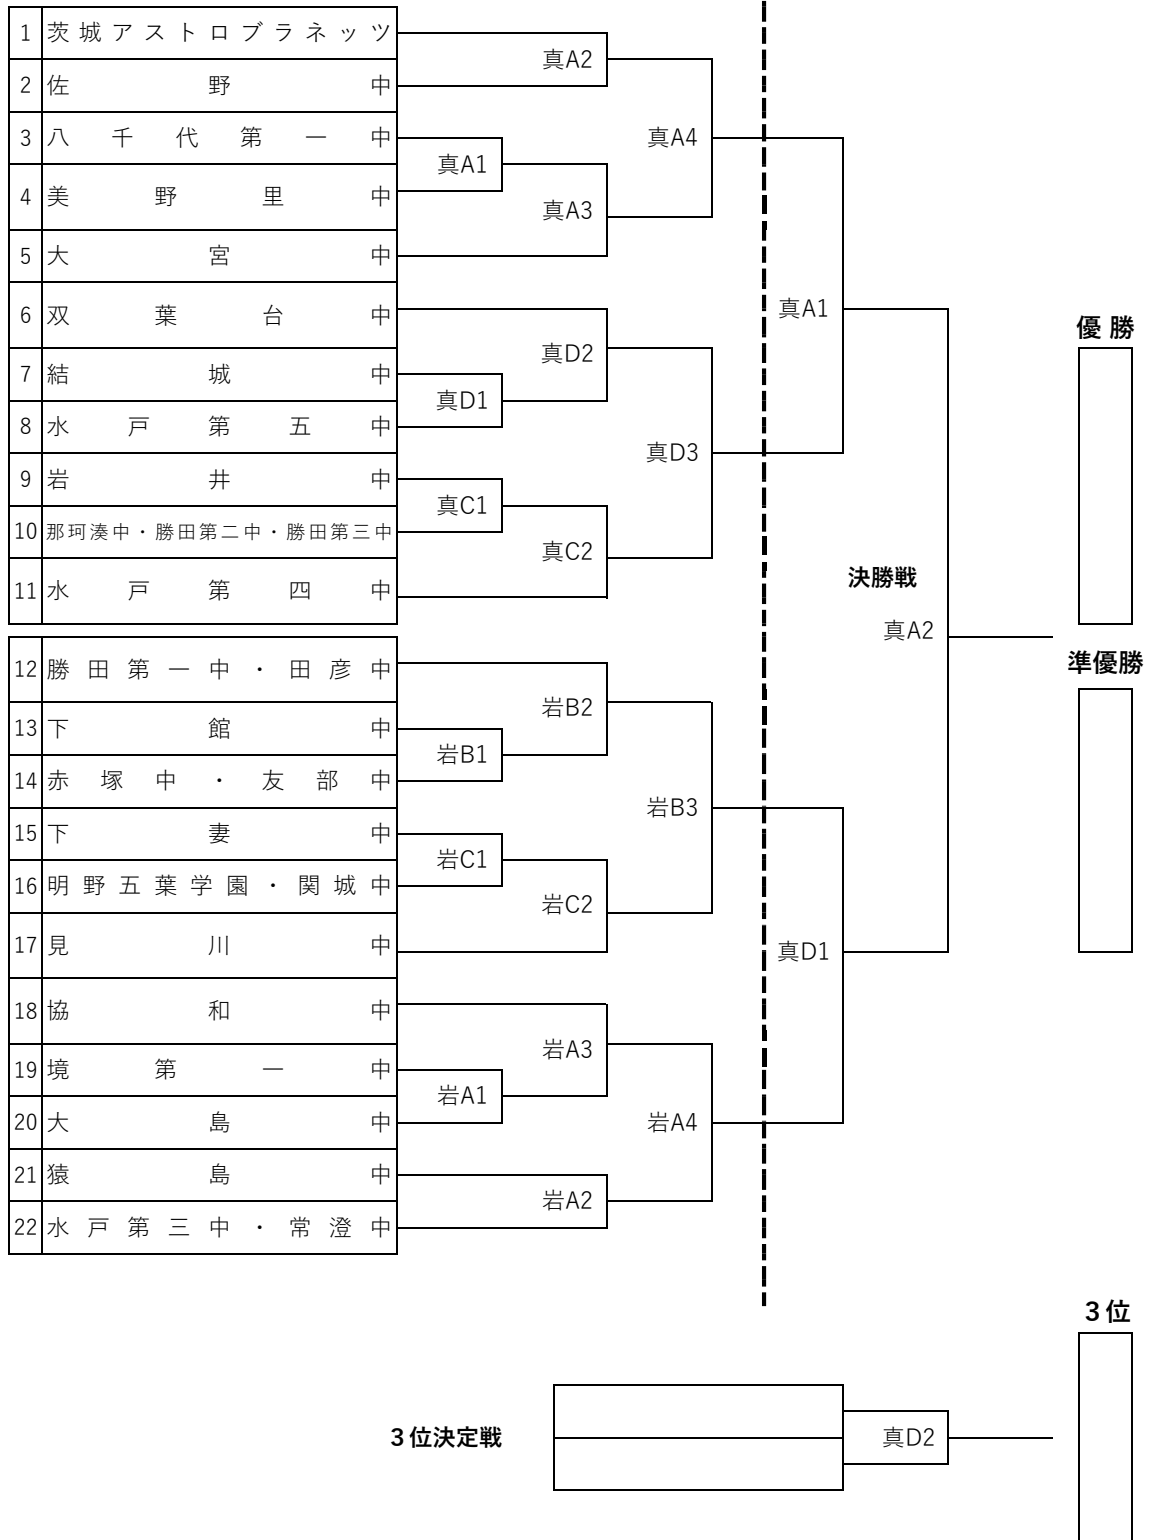 1 茨城アストロブラネッツ
真A2
2 佐野中
3 八千代第一中
真A4
真A1
4 美野里中
真A3
5 大宮中
6 双葉台中
真A1
優勝
真D2
7 結城中
真D1
8 水戸第五中
真D3
9 岩井中
真C1
10 那珂湊中・勝田第二中・勝田第三中
真C2
決勝戦
11 水戸第四中
真A2
準優勝
12 勝田第一中・田彦中
岩B2
13 下館中
岩B1
14 赤塚中・友部中
岩B3
15 下妻中
岩C1
16 明野五葉学園・関城中
岩C2
17 見川中
真D1
18 協和中
岩A3
19 境第一中
岩A1
20 大島中
岩A4
21 猿島中
岩A2
22 水戸第三中・常澄中
3位
3位決定戦
真D2